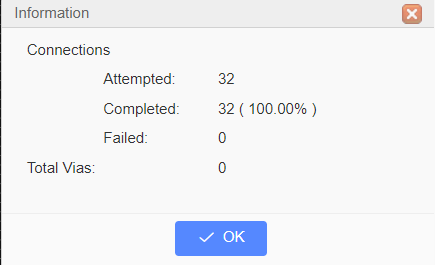 Information
Connections
Attempted: 32
Completed: 32 ( 100.00% )
Failed: 0
Total Vias: 0
OK